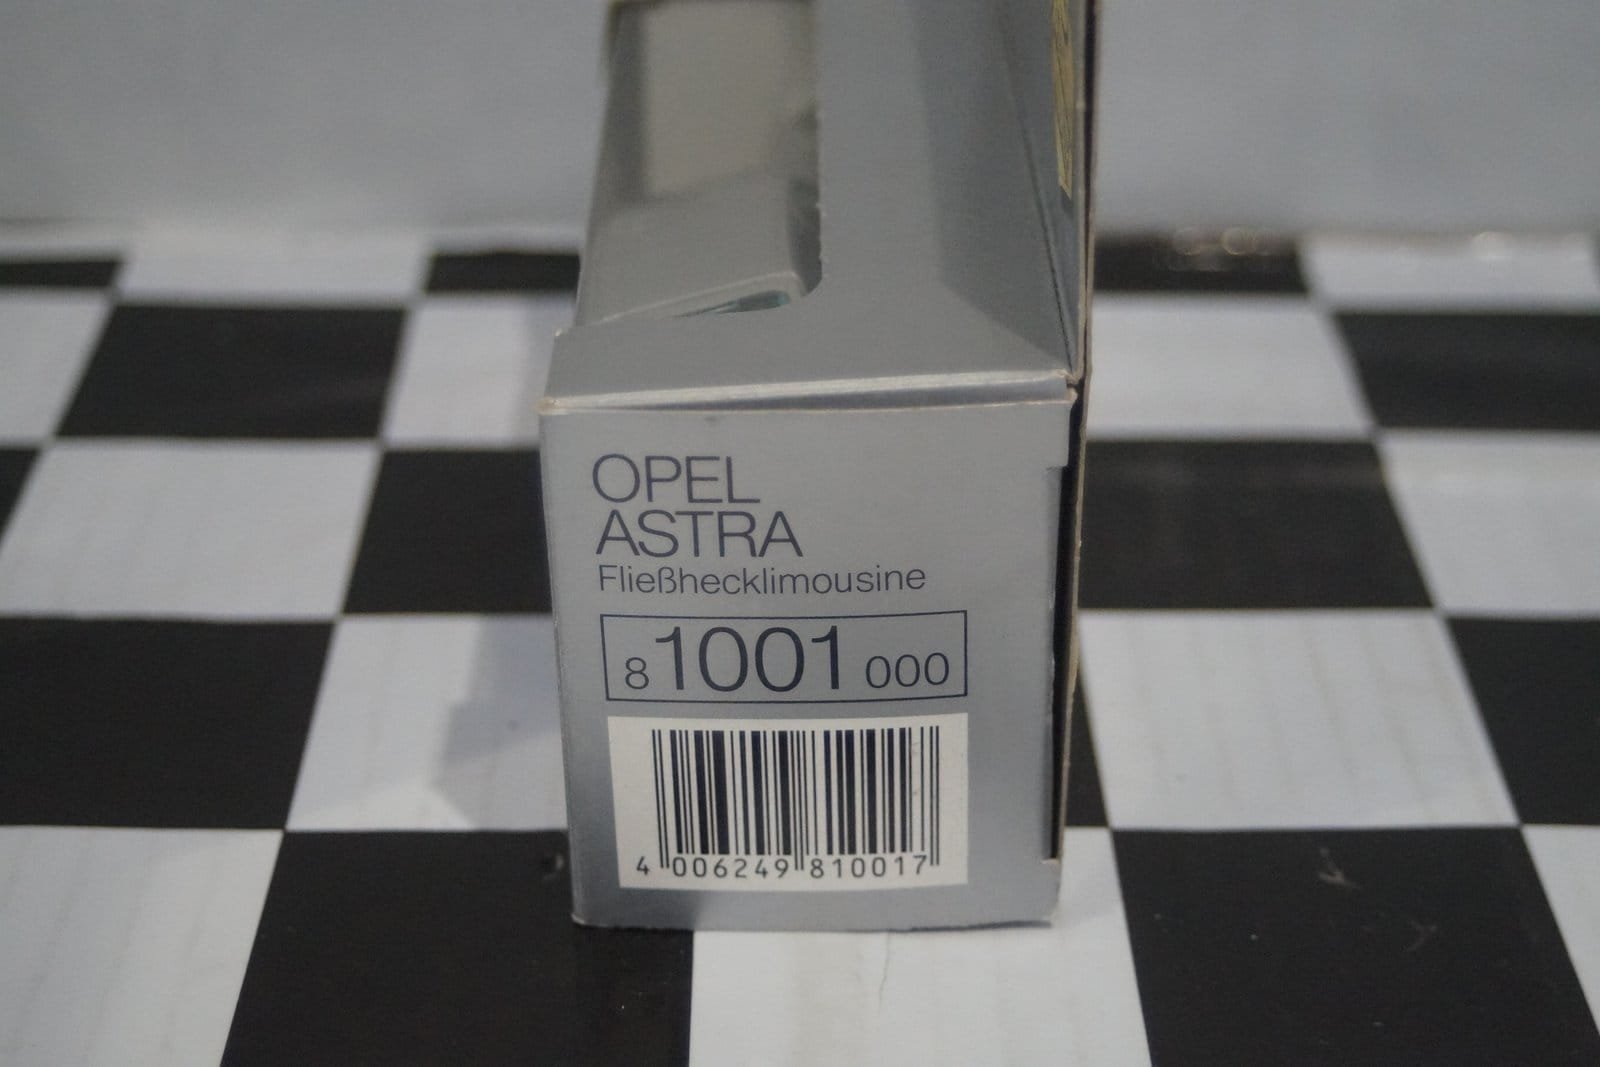 OPEL
ASTRA
Fließhecklimousine
8 1001 000
4 006249 810017